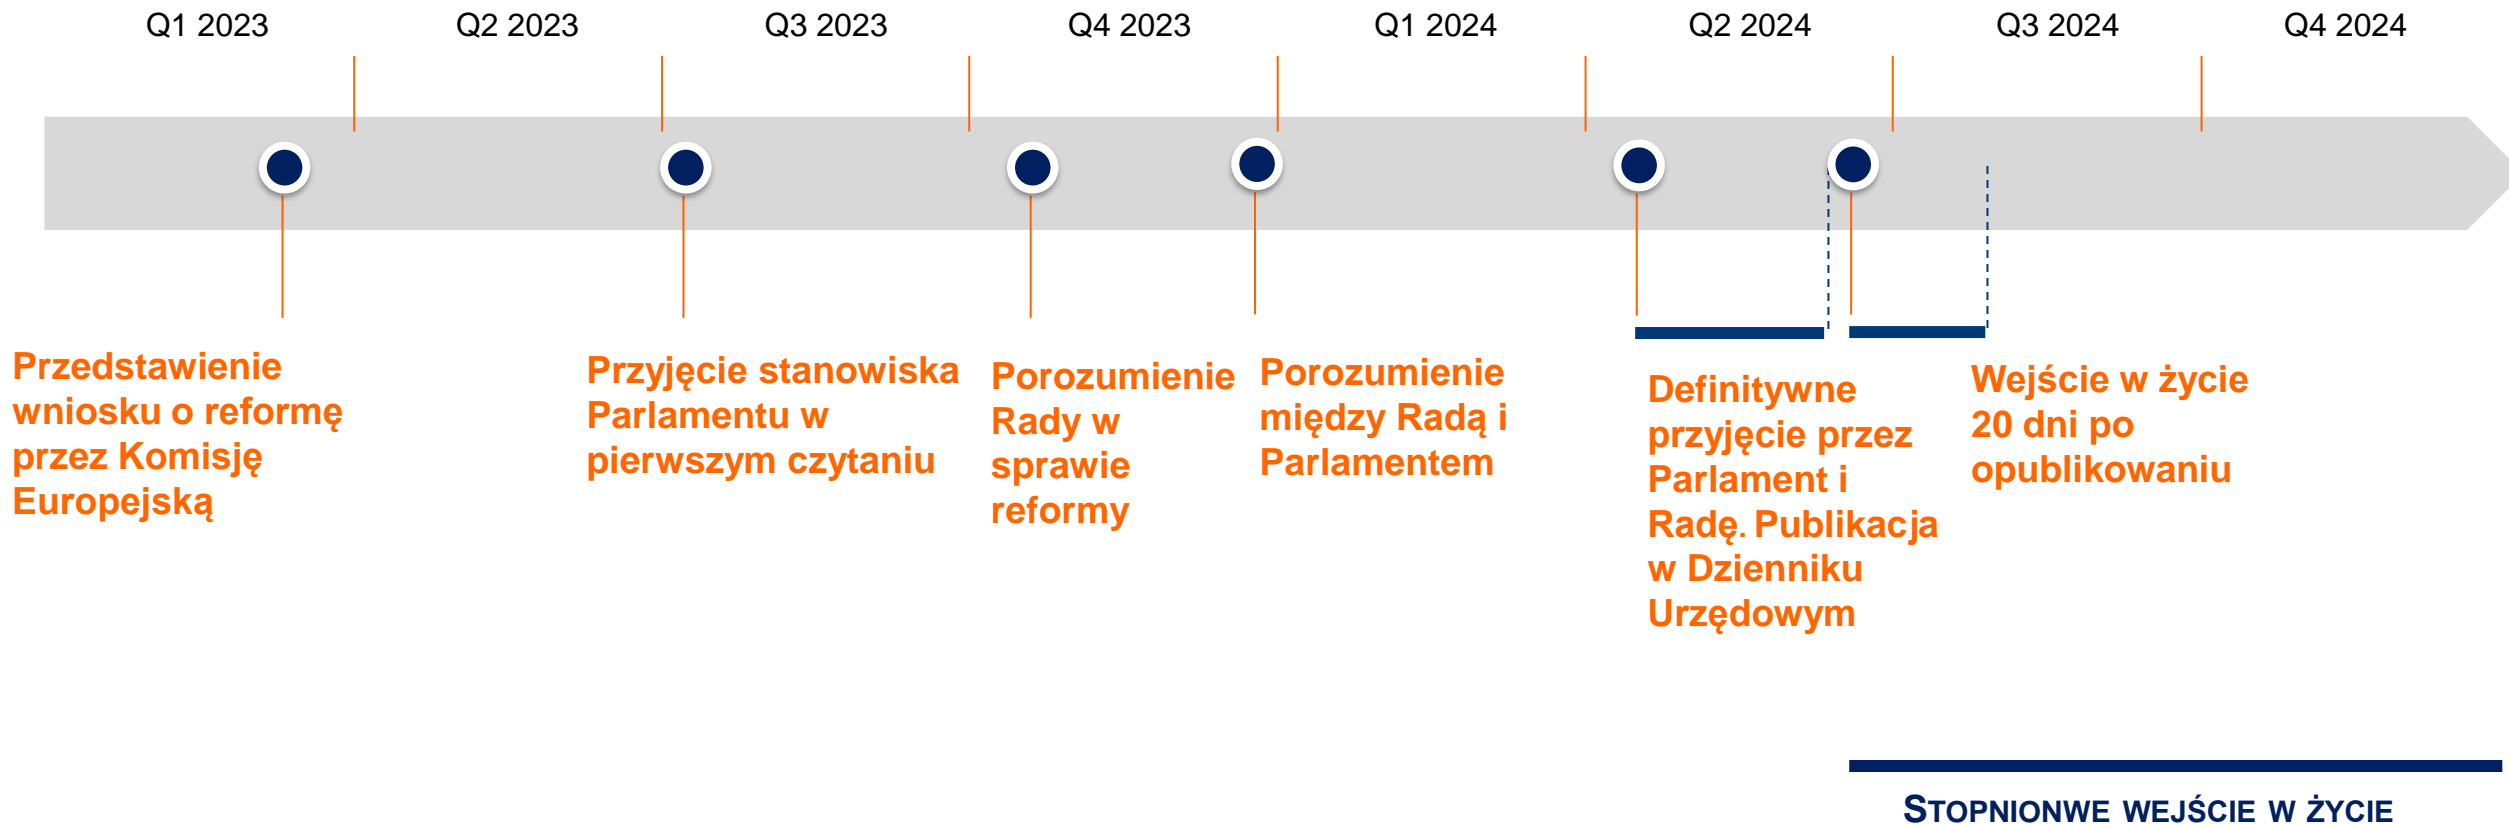 Q1 2023
Q2 2023
Q3 2023
Q4 2023
Q1 2024
Q2 2024
Q3 2024
Q4 2024
Przedstawienie
wniosku o reformę
przez Komisję
Europejską
Przyjęcie stanowiska
Parlamentu w
pierwszym czytaniu
Porozumienie
Rady w
sprawie
reformy
Porozumienie
między Radą i
Parlamentem
Definitywne
przyjęcie przez
Parlament i
Radę. Publikacja
w Dzienniku
Urzędowym
Wejście w życie
20 dni po
opublikowaniu
STOPNIONWE WEJŚCIE W ŻYCIE